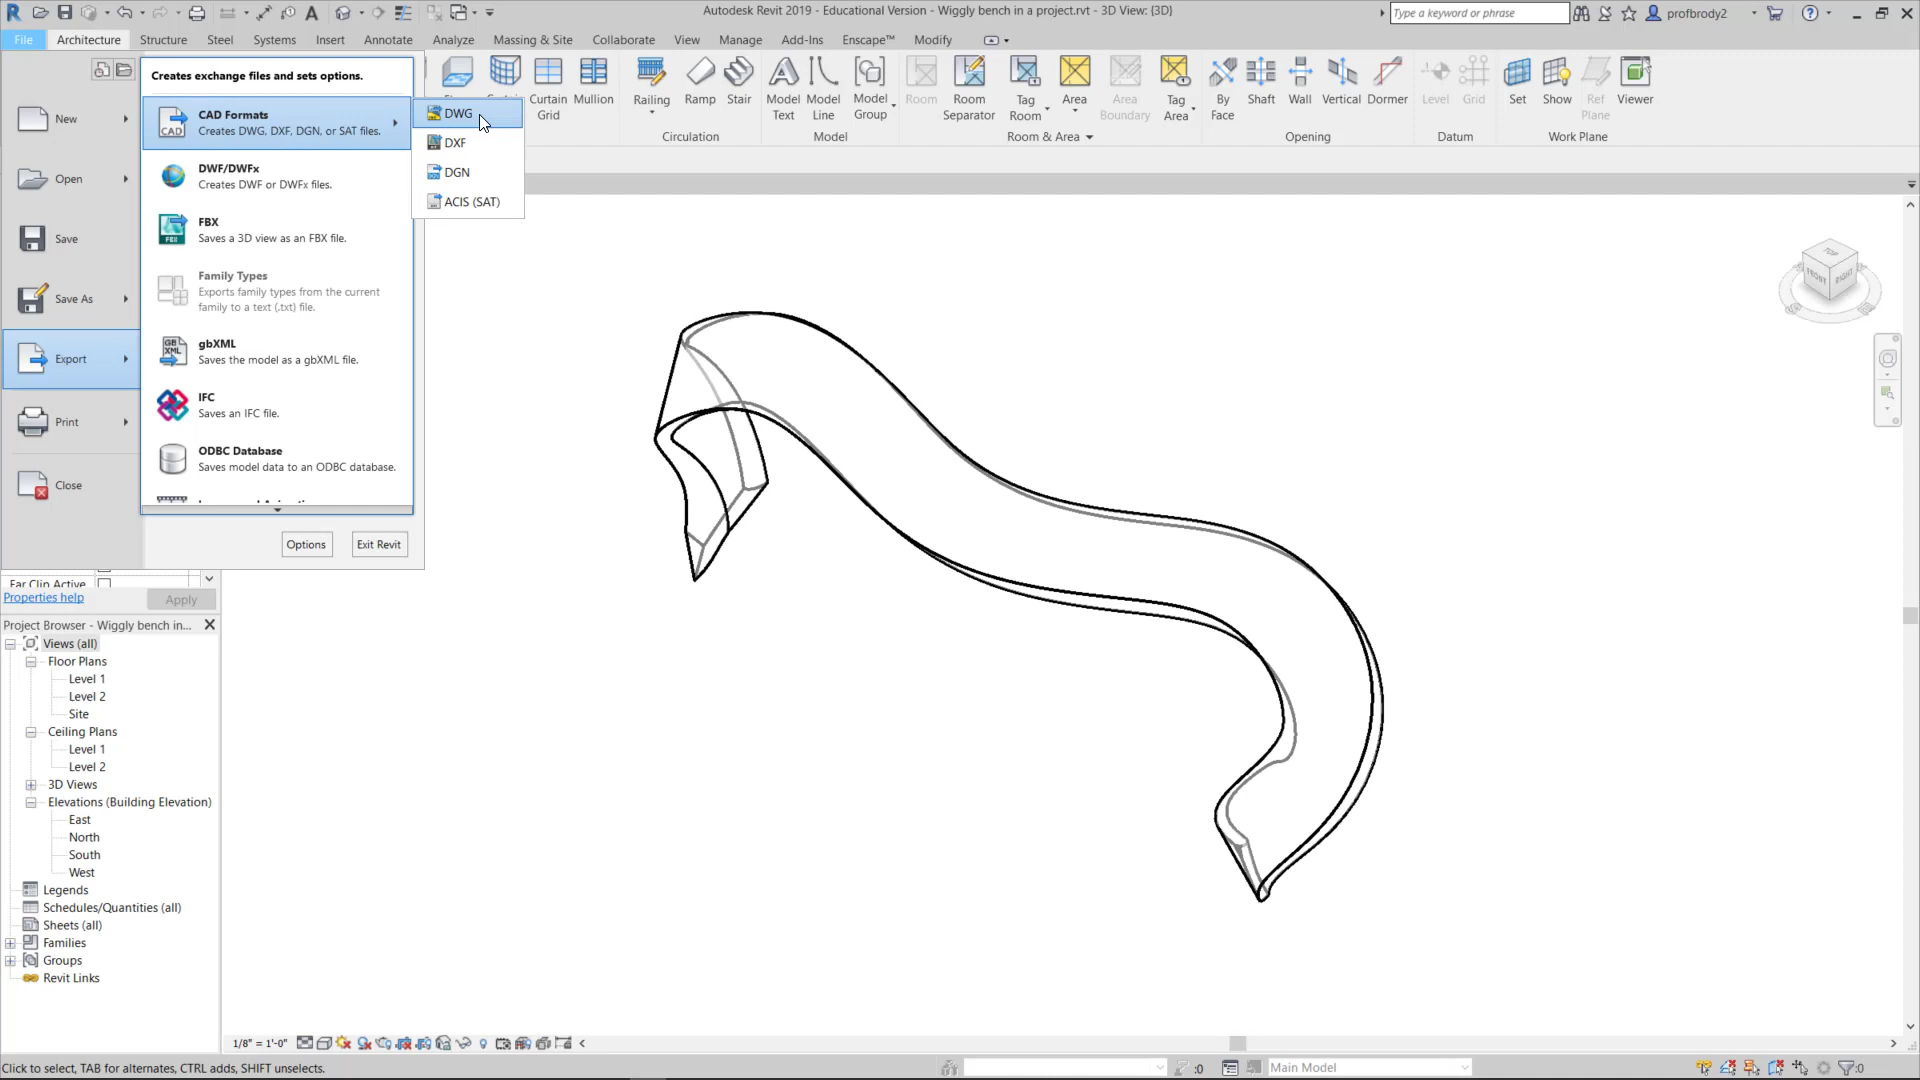 Autodesk Revit 2019 - Educational Version - Wiggly bench in a project.rvt - 3D View: {3D}
Type a keyword or phrase
profbrody2
File Architecture Structure Steel Systems Insert Annotate Analyze Massing & Site Collaborate View Manage Add-Ins Enscape™ Modify
Creates exchange files and sets options.
CAD Formats
Creates DWG, DXF, DGN, or SAT files.
DWF/DWFx
Creates DWF or DWFx files.
FBX
Saves a 3D view as an FBX file.
Family Types
Exports family types from the current
family to a text (.txt) file.
gbXML
Saves the model as a gbXML file.
IFC
Saves an IFC file.
ODBC Database
Saves model data to an ODBC database.
New
Open
Save
Save As
Export
Print
Close
Options
Exit Revit
DWG
DXF
DGN
ACIS (SAT)
Curtain
Grid
Mullion
Railing
Ramp
Stair
Model
Text
Model
Line
Model
Group
Room
Room
Separator
Tag
Room
Area
Area
Boundary
Tag
Area
By
Face
Shaft
Wall
Vertical
Dormer
Level
Grid
Set
Show
Ref
Plane
Viewer
Circulation
Model
Room & Area
Opening
Datum
Work Plane
TOP
FRONT
RIGHT
Far Clip Active
Properties help
Apply
Project Browser - Wiggly bench in...
Views (all)
Floor Plans
Level 1
Level 2
Site
Ceiling Plans
Level 1
Level 2
3D Views
Elevations (Building Elevation)
East
North
South
West
Legends
Schedules/Quantities (all)
Sheets (all)
Families
Groups
Revit Links
1/8" = 1'-0"
Click to select, TAB for alternates, CTRL adds, SHIFT unselects.
:0
Main Model
:0